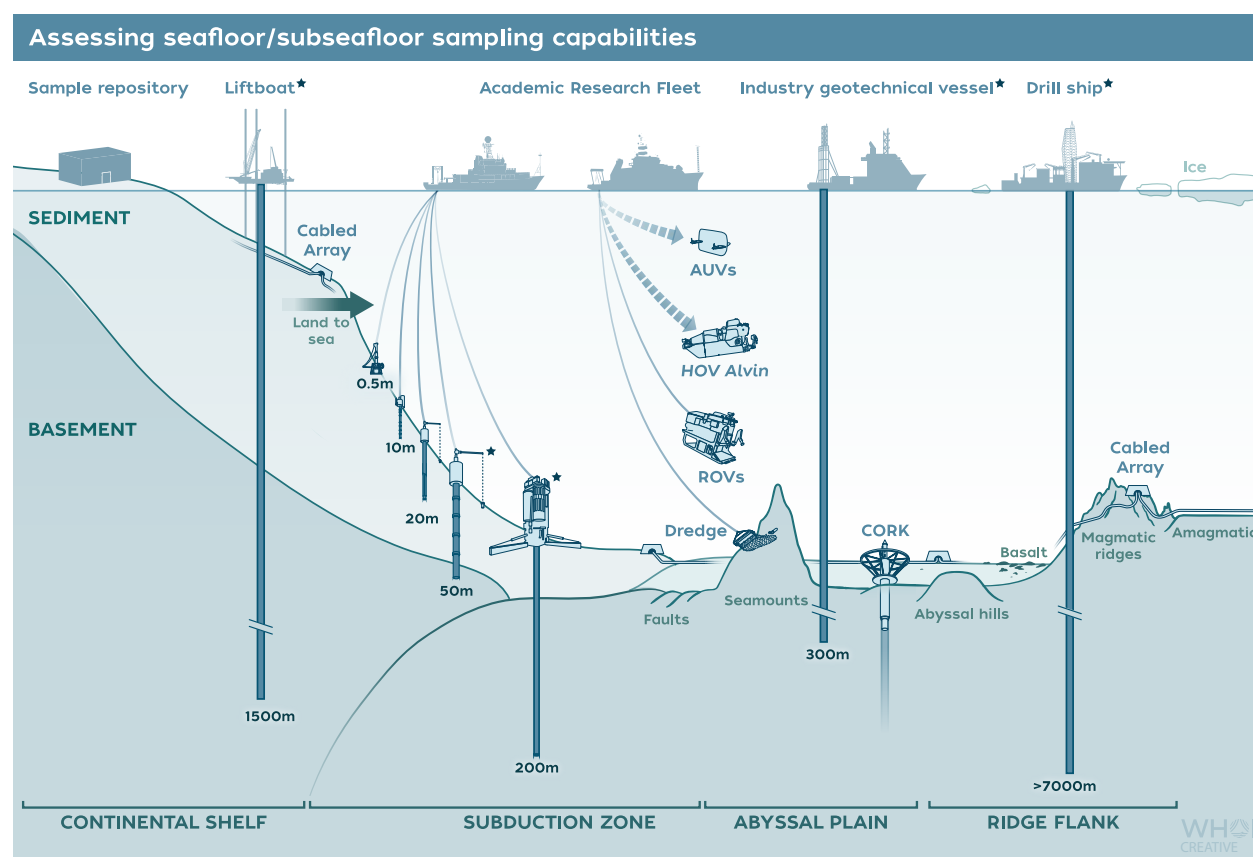 Assessing seafloor/subseafloor sampling capabilities
Sample repository
Liftboat★
Academic Research Fleet
Industry geotechnical vessel★
Drill ship★
Ice
SEDIMENT
Cabled
Array
AUVs
Land to
sea
HOV Alvin
0.5m
BASEMENT
10m
★
ROVs
Cabled
Array
★
20m
Dredge
CORK
Magmatic
ridges
Amagmatic
Basalt
50m
Seamounts
Abyssal hills
Faults
300m
1500m
200m
>7000m
CONTINENTAL SHELF
SUBDUCTION ZONE
ABYSSAL PLAIN
RIDGE FLANK
WHOI
CREATIVE